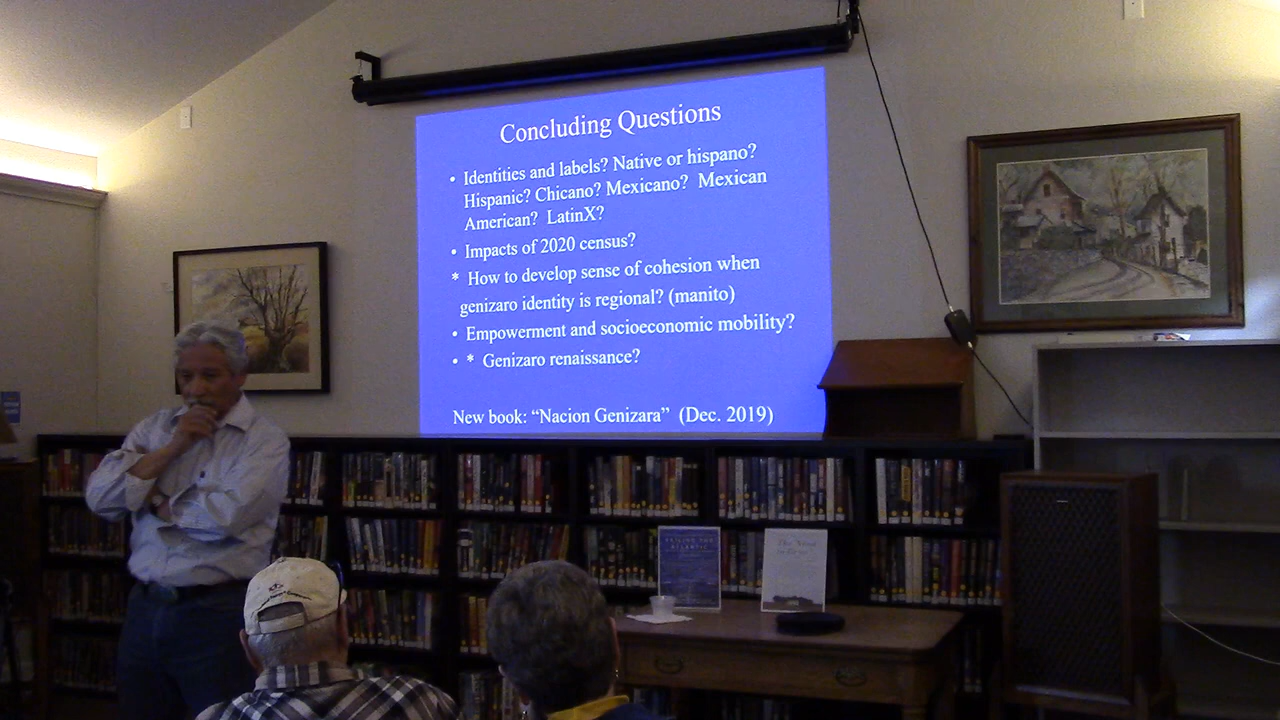 Concluding Questions
• Identities and labels? Native or hispano?
Hispanic? Chicano? Mexicano? Mexican
American? LatinX?
• Impacts of 2020 census?
* How to develop sense of cohesion when
genizaro identity is regional? (manito)
• Empowerment and socioeconomic mobility?
• * Genizaro renaissance?
New book: “Nacion Genizara” (Dec. 2019)
ATLANTIC